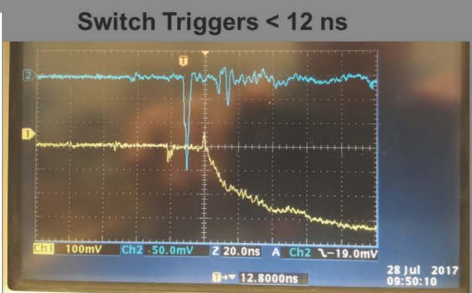 Switch Triggers < 12 ns
T
2
1
Ch1 100mV Ch2 -50.0mV Z 20.0ns A Ch2 -19.0mV
T 12.8000ns
28 Jul 2017
09:50:10